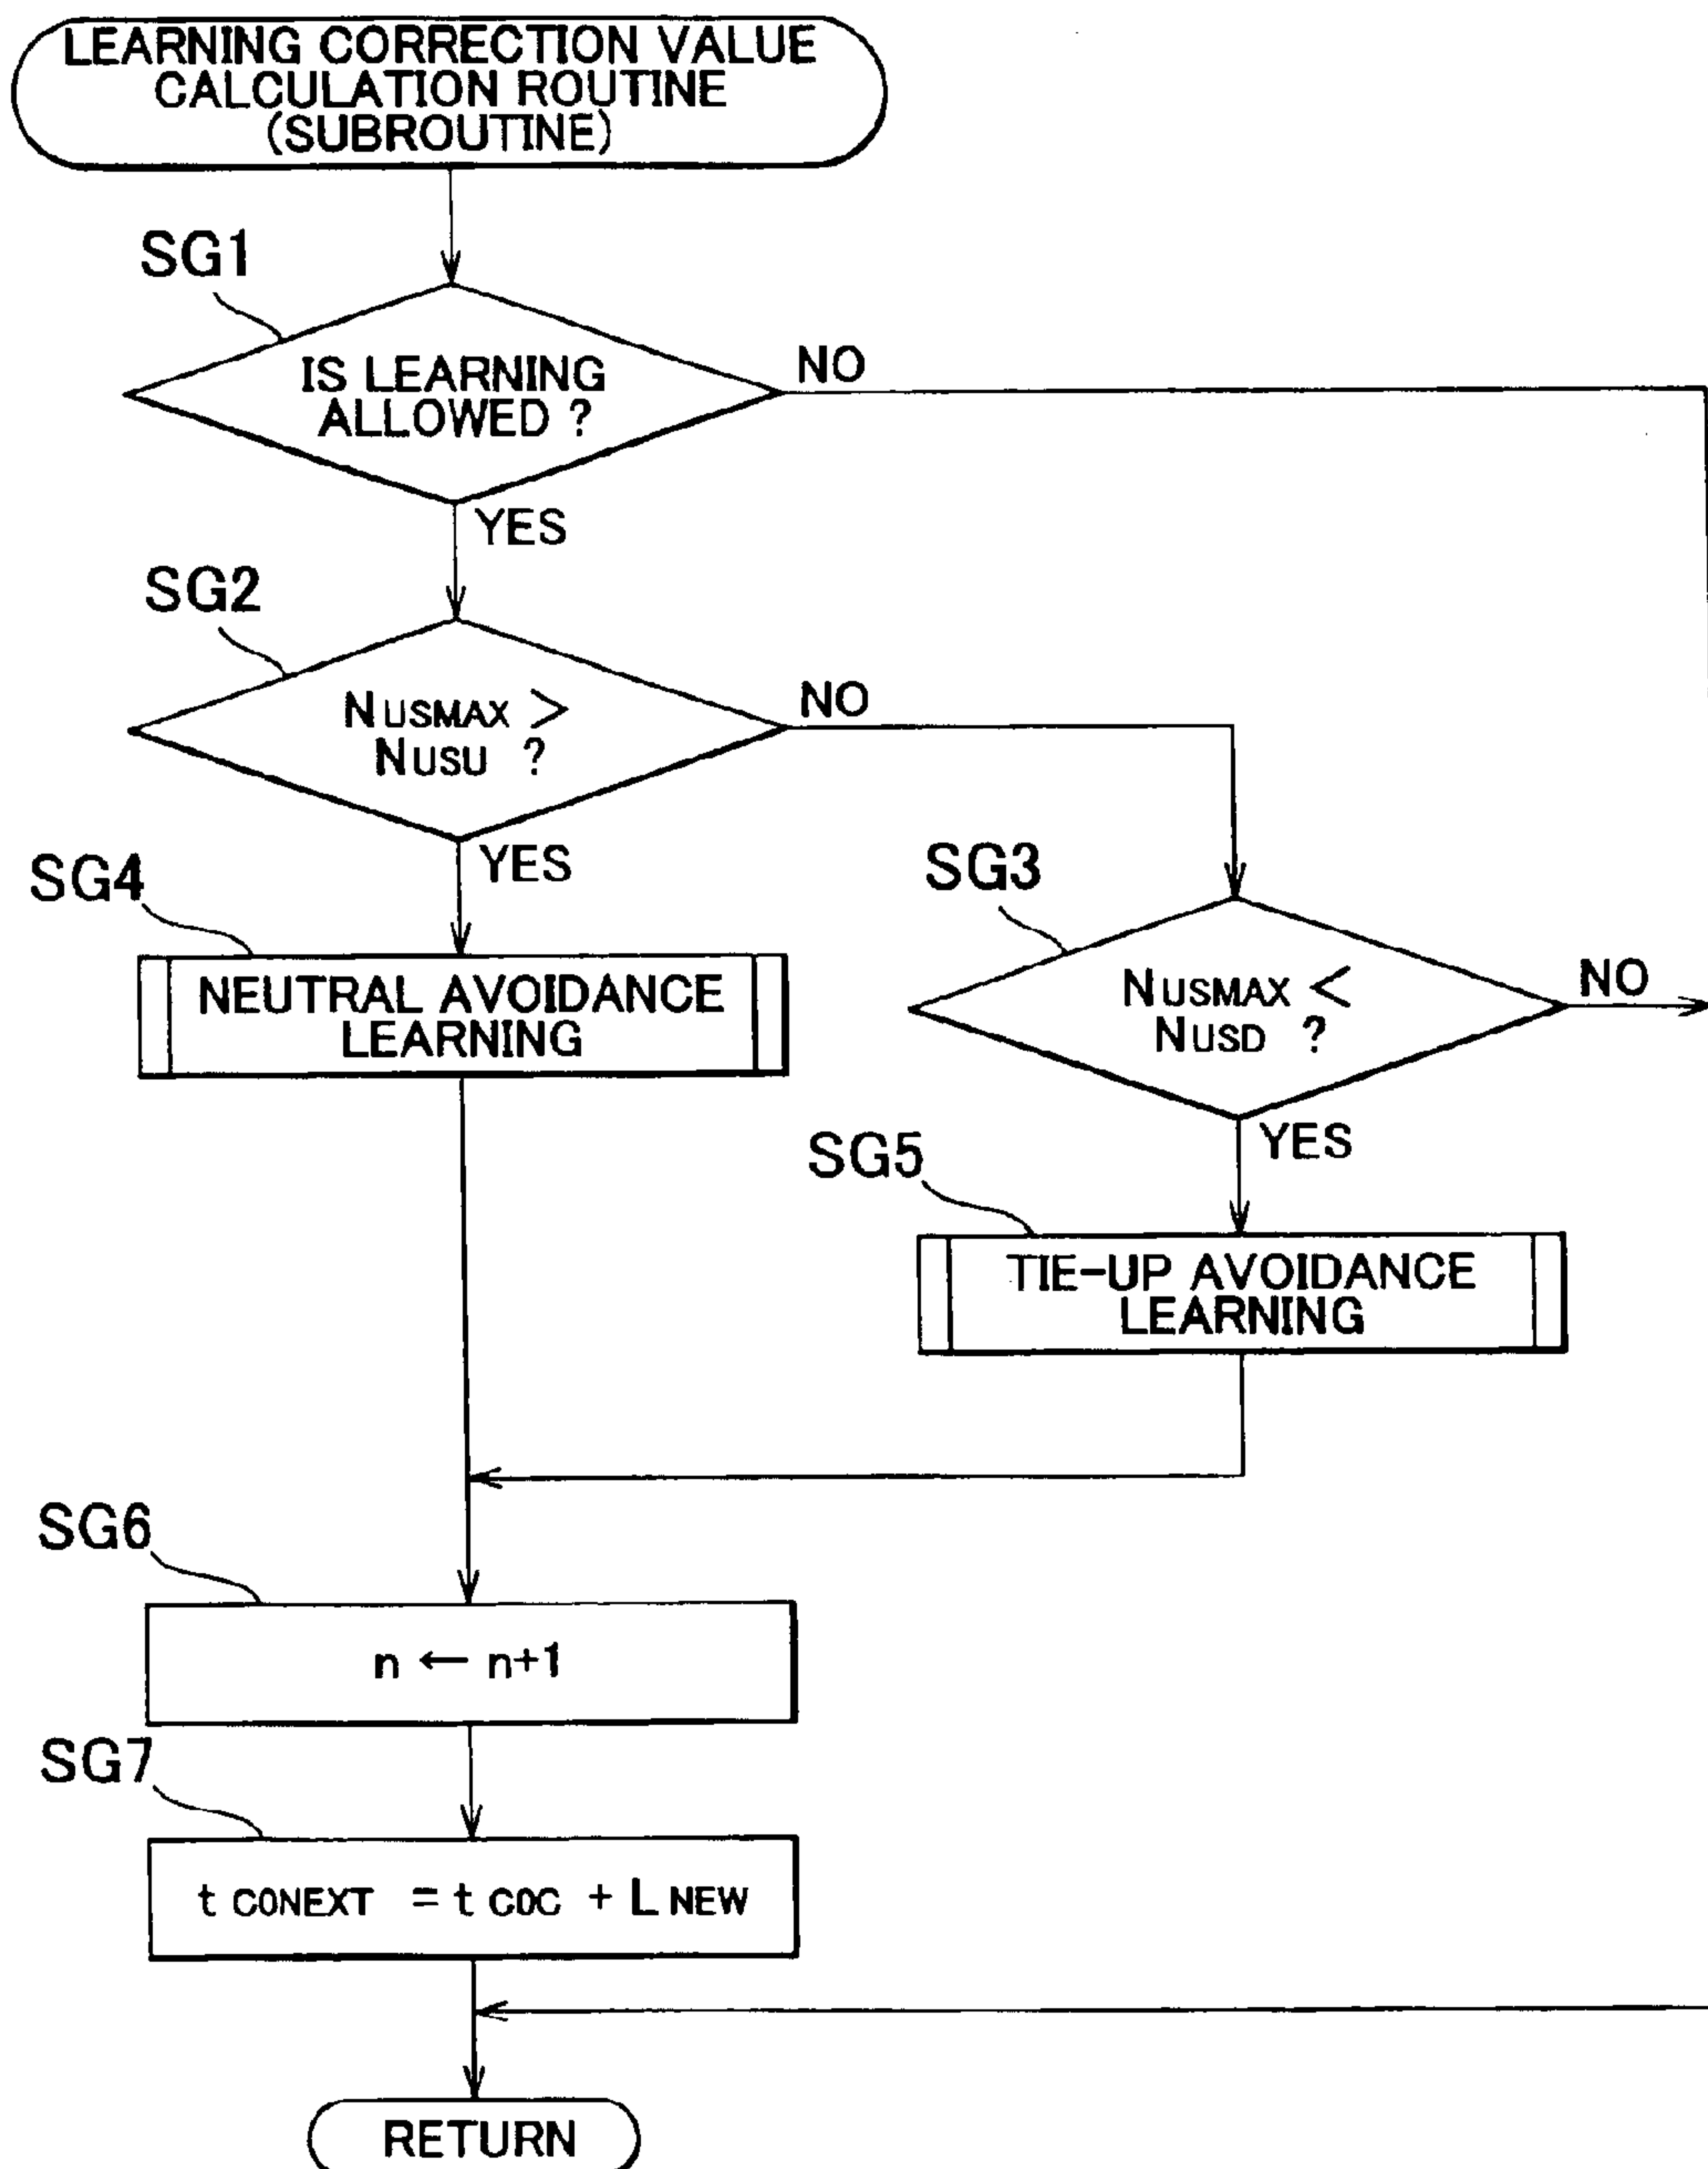 LEARNING CORRECTION VALUE
CALCULATION ROUTINE
(SUBROUTINE)
SG1
IS LEARNING
ALLOWED ?
NO
YES
SG2
NUSMAX >
NUSU ?
NO
YES
SG4
NEUTRAL AVOIDANCE
LEARNING
SG3
NUSMAX <
NUSD ?
NO
YES
SG5
TIE-UP AVOIDANCE
LEARNING
SG6
n ← n+1
SG7
t CONEXT = t COC + L NEW
RETURN